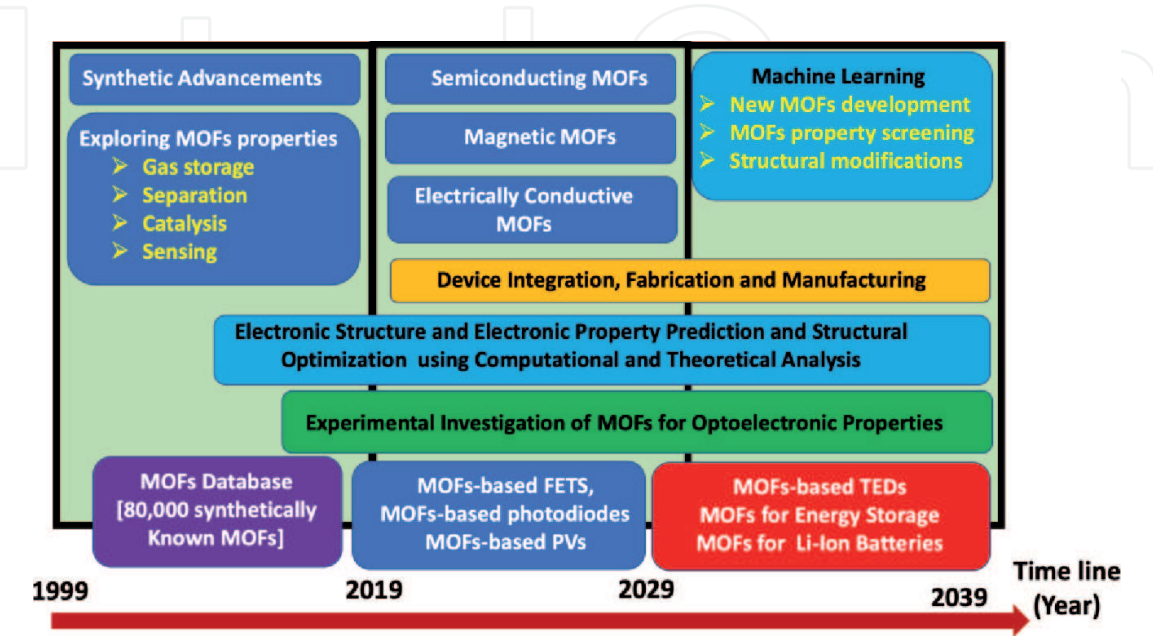 Synthetic Advancements
Exploring MOFs properties
➢ Gas storage
➢ Separation
➢ Catalysis
➢ Sensing
Semiconducting MOFs
Magnetic MOFs
Electrically Conductive
MOFs
Machine Learning
➢ New MOFs development
➢ MOFs property screening
➢ Structural modifications
Device Integration, Fabrication and Manufacturing
Electronic Structure and Electronic Property Prediction and Structural
Optimization using Computational and Theoretical Analysis
Experimental Investigation of MOFs for Optoelectronic Properties
MOFs Database
[80,000 synthetically
Known MOFs]
MOFs-based FETS,
MOFs-based photodiodes
MOFs-based PVs
MOFs-based TEDs
MOFs for Energy Storage
MOFs for Li-Ion Batteries
1999
2019
2029
2039
Time line
(Year)